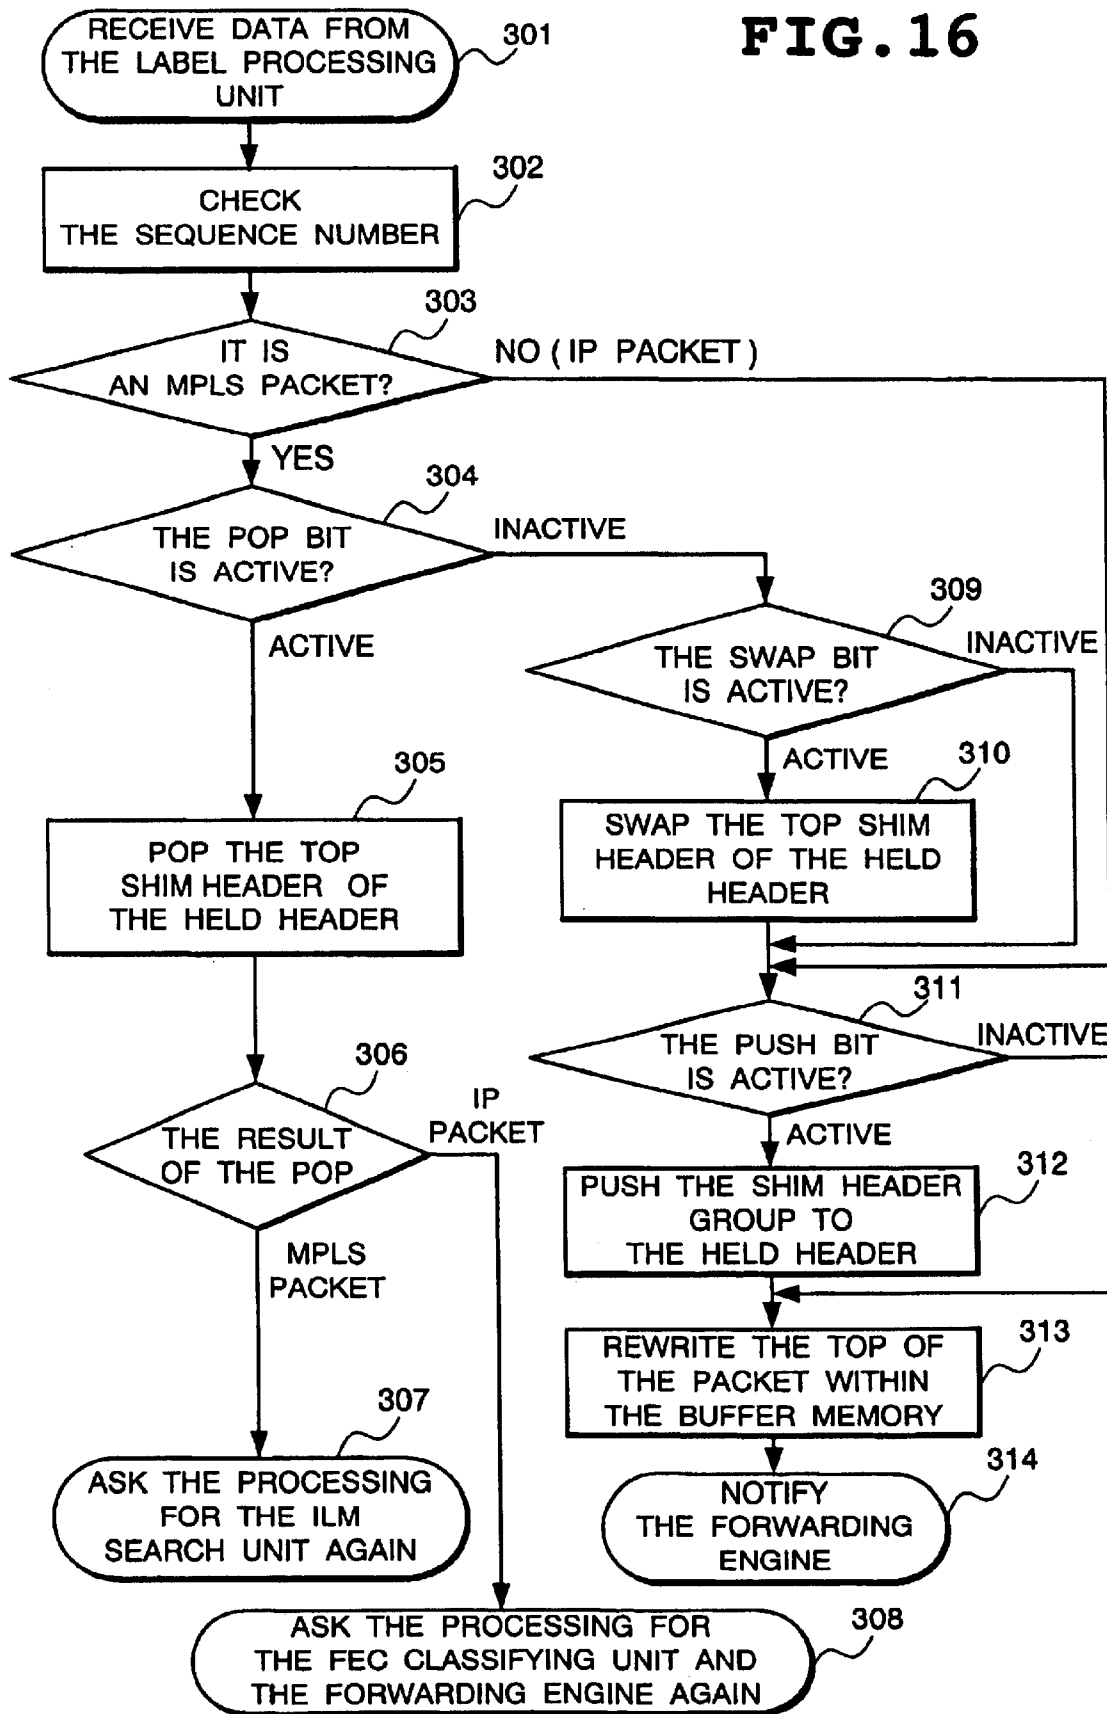 FIG.16
RECEIVE DATA FROM
THE LABEL PROCESSING
UNIT
301
CHECK
THE SEQUENCE NUMBER
302
IT IS
AN MPLS PACKET?
303
NO ( IP PACKET )
YES
THE POP BIT
IS ACTIVE?
304
INACTIVE
ACTIVE
THE SWAP BIT
IS ACTIVE?
309
INACTIVE
ACTIVE
POP THE TOP
SHIM HEADER OF
THE HELD HEADER
305
SWAP THE TOP SHIM
HEADER OF THE HELD
HEADER
310
THE PUSH BIT
IS ACTIVE?
311
INACTIVE
ACTIVE
THE RESULT
OF THE POP
306
IP
PACKET
MPLS
PACKET
PUSH THE SHIM HEADER
GROUP TO
THE HELD HEADER
312
REWRITE THE TOP OF
THE PACKET WITHIN
THE BUFFER MEMORY
313
ASK THE PROCESSING
FOR THE ILM
SEARCH UNIT AGAIN
307
NOTIFY
THE FORWARDING
ENGINE
314
ASK THE PROCESSING FOR
THE FEC CLASSIFYING UNIT AND
THE FORWARDING ENGINE AGAIN
308